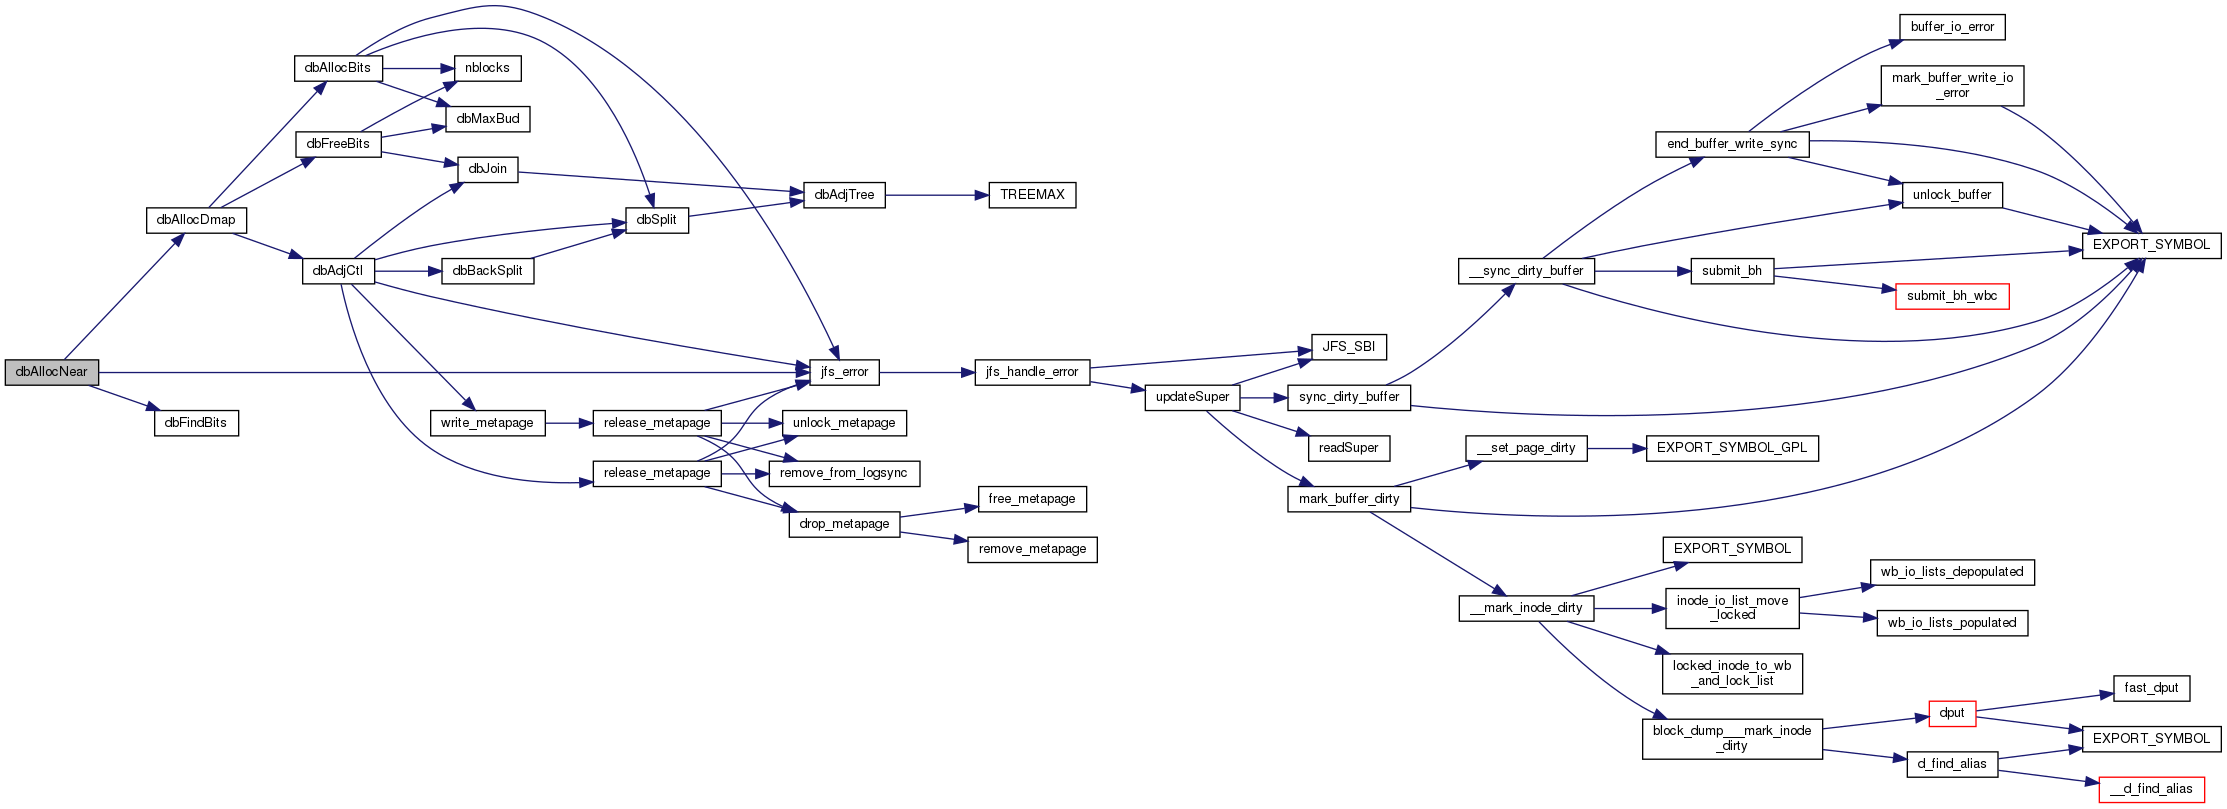 buffer_io_error
dbAllocBits
nblocks
mark_buffer_write_io
_error
dbMaxBud
dbFreeBits
end_buffer_write_sync
dbJoin
dbAdjTree
TREEMAX
unlock_buffer
dbAllocDmap
dbSplit
EXPORT_SYMBOL
dbAdjCtl
dbBackSplit
__sync_dirty_buffer
submit_bh
submit_bh_wbc
JFS_SBI
dbAllocNear
jfs_error
jfs_handle_error
updateSuper
sync_dirty_buffer
dbFindBits
write_metapage
release_metapage
unlock_metapage
readSuper
__set_page_dirty
EXPORT_SYMBOL_GPL
release_metapage
remove_from_logsync
free_metapage
mark_buffer_dirty
drop_metapage
remove_metapage
EXPORT_SYMBOL
wb_io_lists_depopulated
__mark_inode_dirty
inode_io_list_move
_locked
wb_io_lists_populated
locked_inode_to_wb
_and_lock_list
fast_dput
dput
block_dump___mark_inode
_dirty
EXPORT_SYMBOL
d_find_alias
__d_find_alias